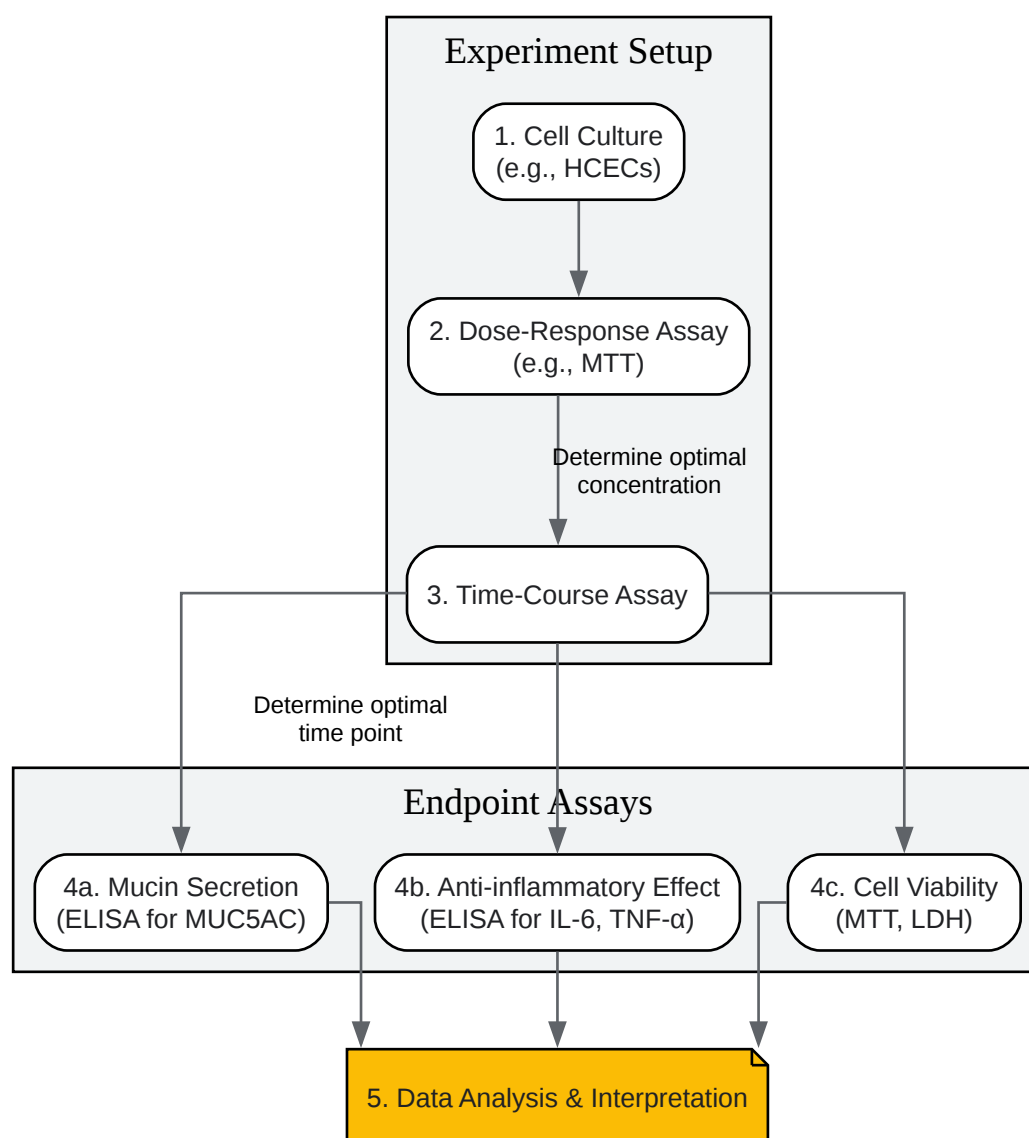 Experiment Setup
1. Cell Culture
(e.g., HCECs)
2. Dose-Response Assay
(e.g., MTT)
Determine optimal
concentration
3. Time-Course Assay
Determine optimal
time point
Endpoint Assays
4a. Mucin Secretion
(ELISA for MUC5AC)
4b. Anti-inflammatory Effect
(ELISA for IL-6, TNF-α)
4c. Cell Viability
(MTT, LDH)
5. Data Analysis & Interpretation